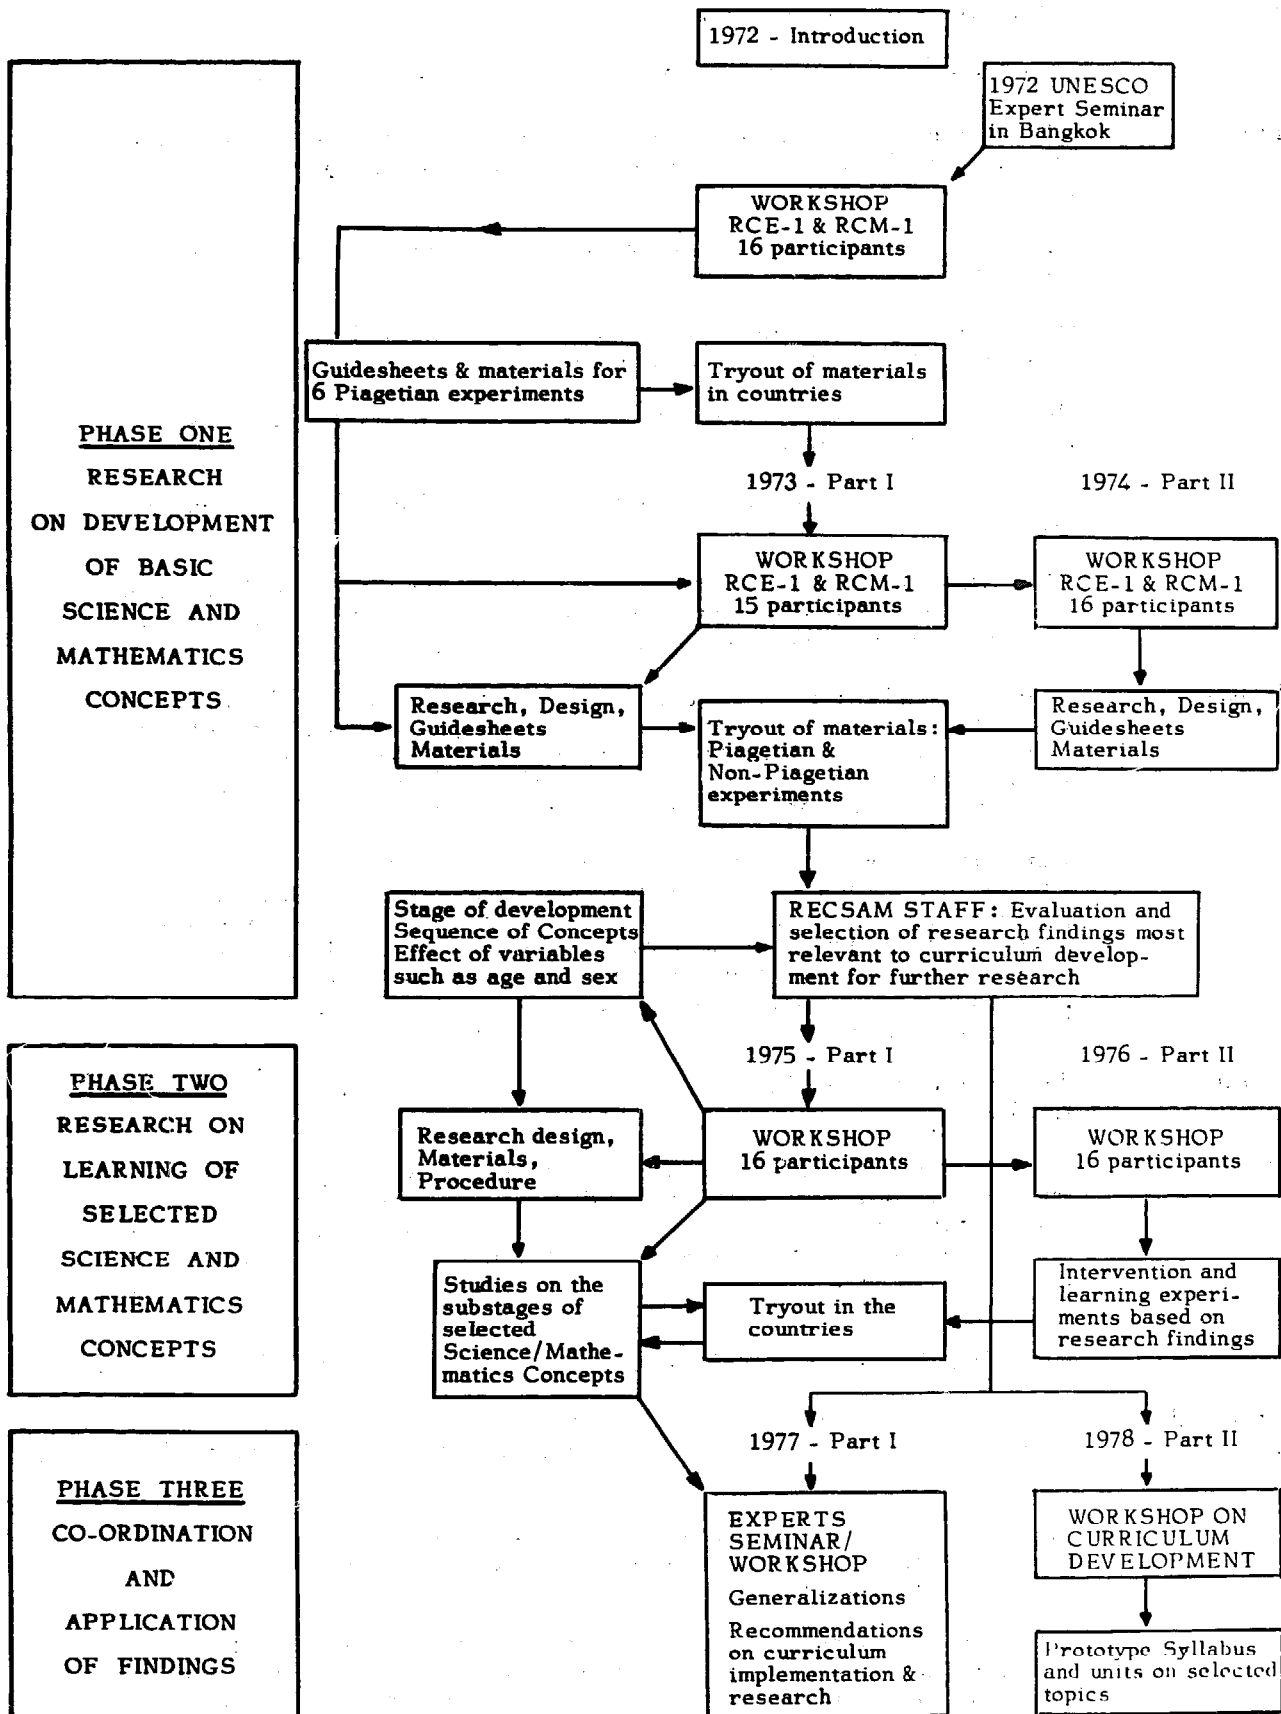 1972 - Introduction
1972 UNESCO
Expert Seminar
in Bangkok
WORKSHOP
RCE-1 & RCM-1
16 participants
Guidesheets & materials for
6 Piagetian experiments
Tryout of materials
in countries
PHASE ONE
RESEARCH
ON DEVELOPMENT
OF BASIC
SCIENCE AND
MATHEMATICS
CONCEPTS
1973 - Part I
1974 - Part II
WORKSHOP
RCE-1 & RCM-1
15 participants
WORKSHOP
RCE-1 & RCM-1
16 participants
Research, Design,
Guidesheets
Materials
Tryout of materials:
Piagetian &
Non-Piagetian
experiments
Research, Design,
Guidesheets
Materials
Stage of development
Sequence of Concepts
Effect of variables
such as age and sex
RECSAM STAFF: Evaluation and
selection of research findings most
relevant to curriculum develop-
ment for further research
1975 - Part I
1976 - Part II
PHASE TWO
RESEARCH ON
LEARNING OF
SELECTED
SCIENCE AND
MATHEMATICS
CONCEPTS
Research design,
Materials,
Procedure
WORKSHOP
16 participants
WORKSHOP
16 participants
Studies on the
substages of
selected
Science/Mathe-
matics Concepts
Tryout in the
countries
Intervention and
learning experi-
ments based on
research findings
1977 - Part I
1978 - Part II
PHASE THREE
CO-ORDINATION
AND
APPLICATION
OF FINDINGS
EXPERTS
SEMINAR/
WORKSHOP
Generalizations
Recommendations
on curriculum
implementation &
research
WORKSHOP ON
CURRICULUM
DEVELOPMENT
Prototype Syllabus
and units on selected
topics